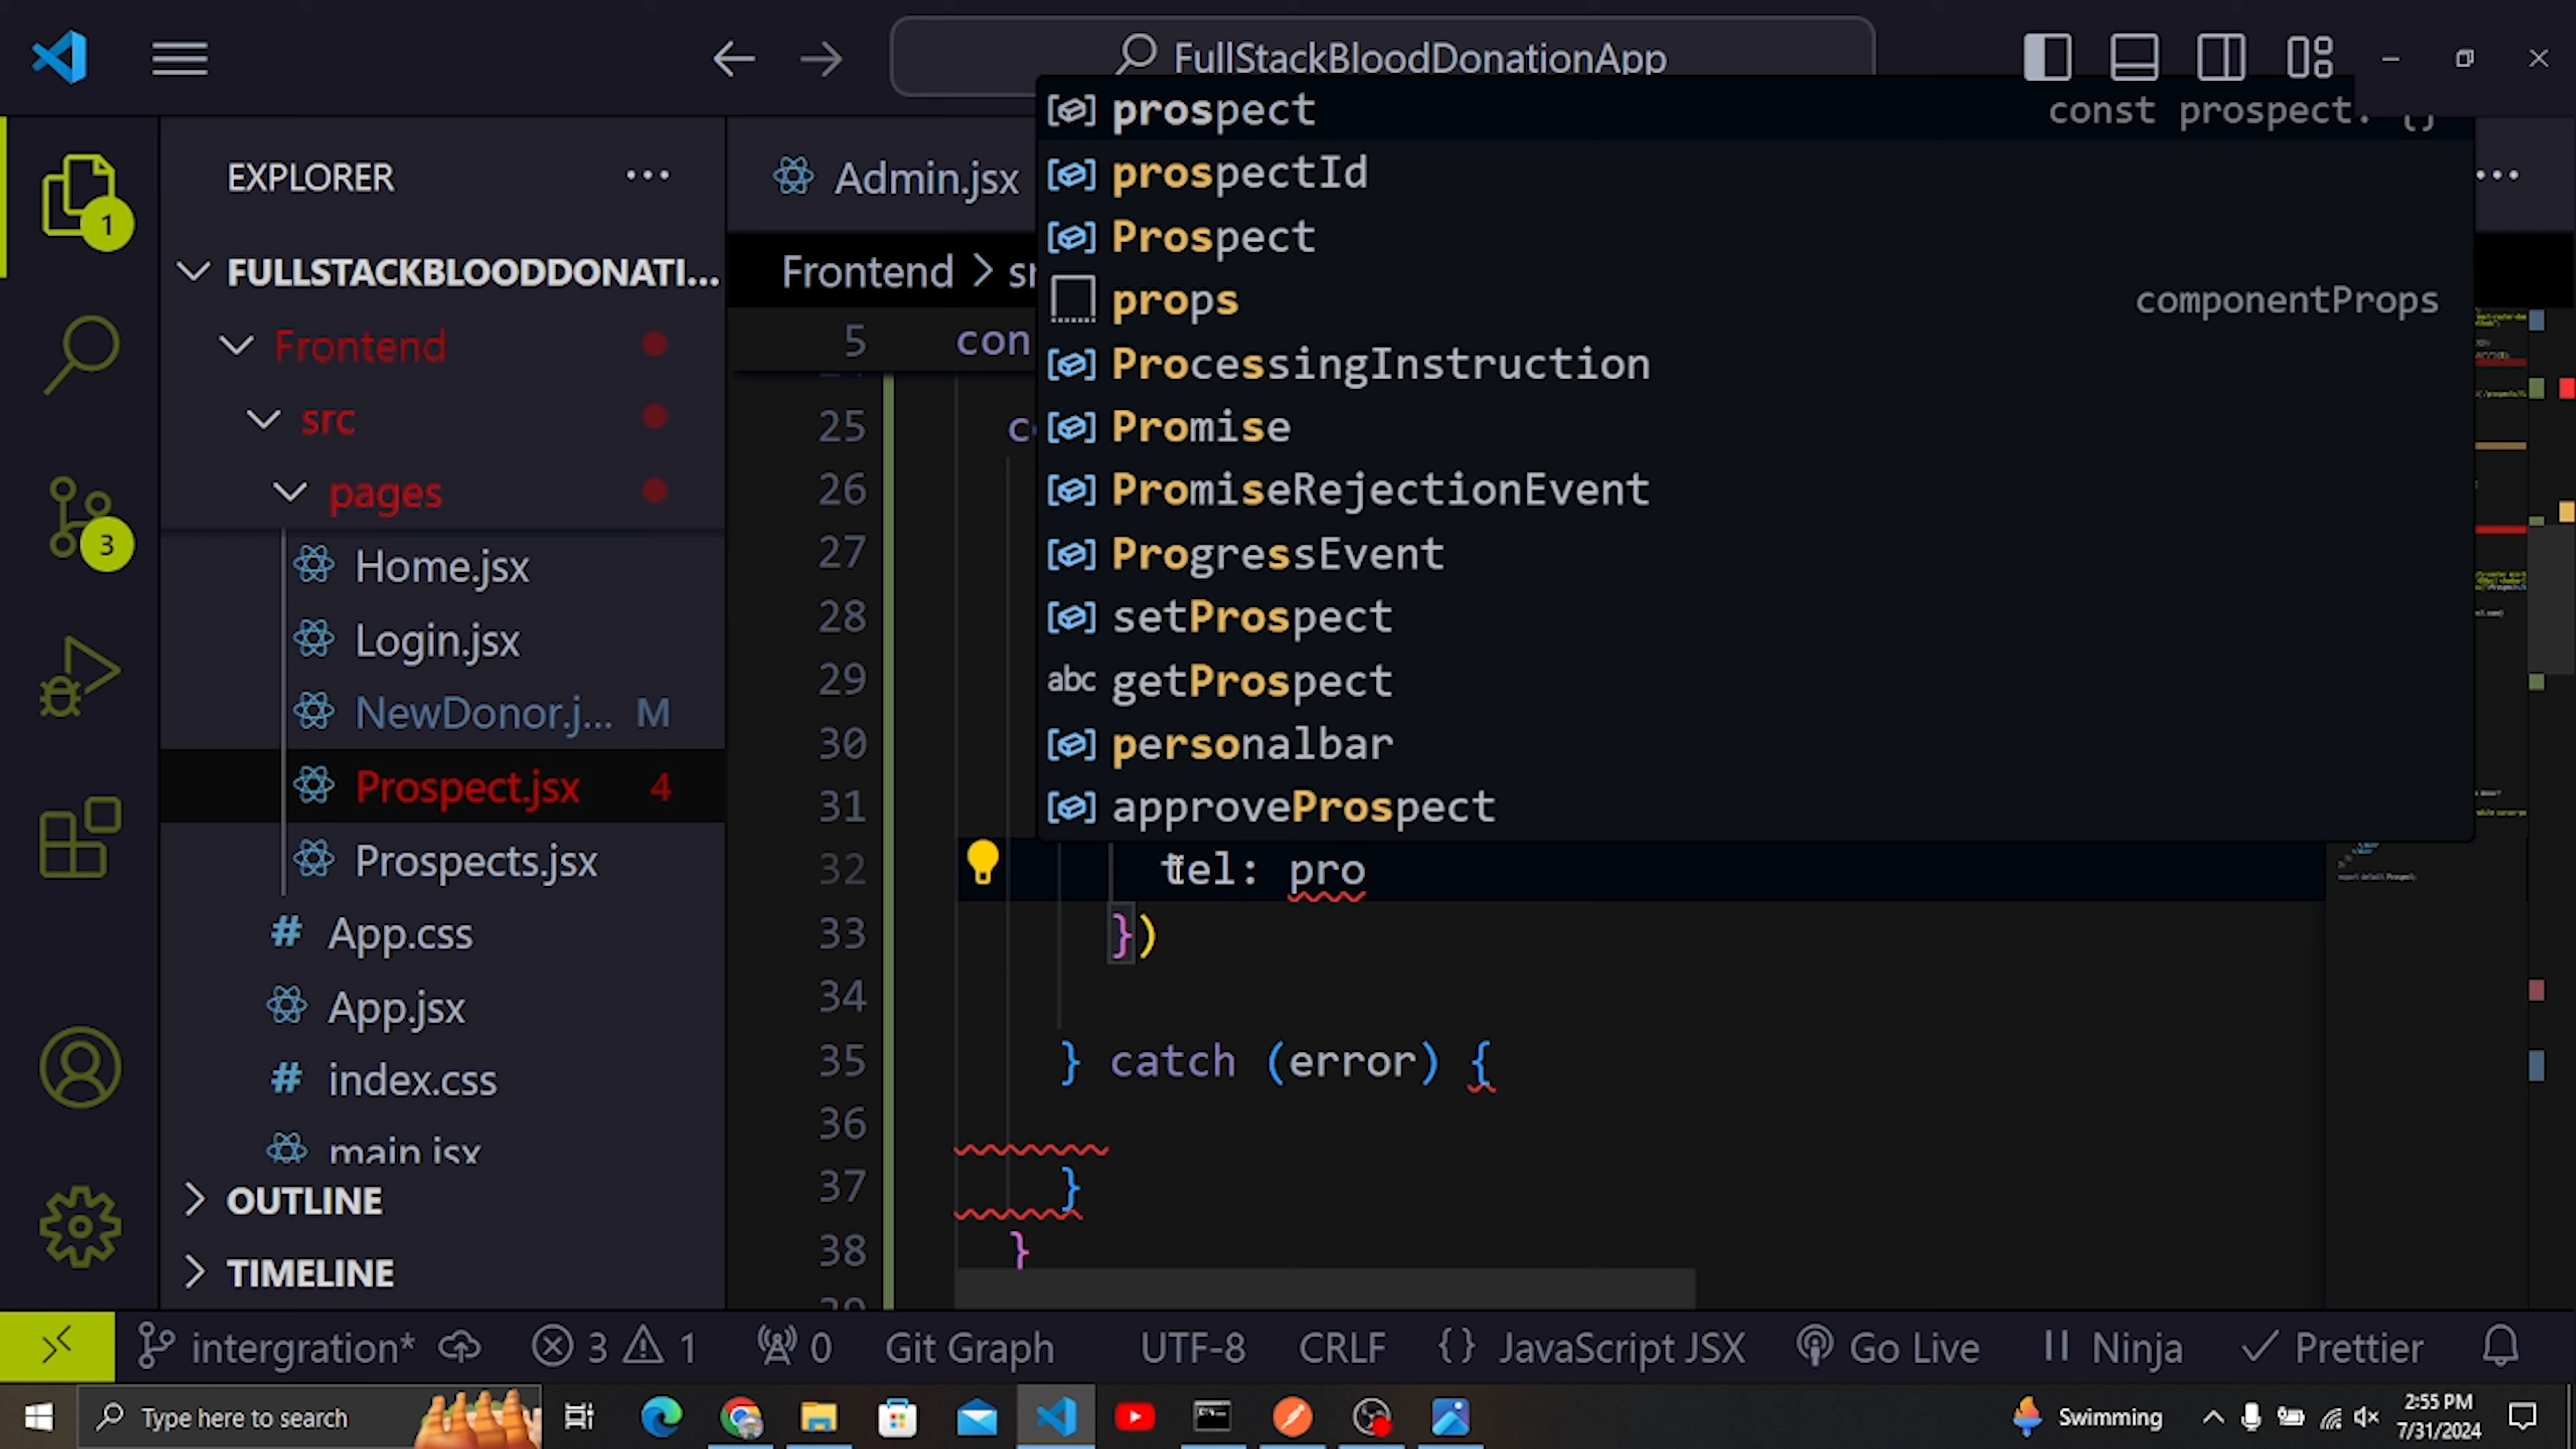 FullStackBloodDonationApp
EXPLORER
FULLSTACKBLOODDONATI...
Frontend
src
pages
Home.jsx
Login.jsx
NewDonor.j... M
Prospect.jsx 4
Prospects.jsx
App.css
App.jsx
index.css
main.jsx
OUTLINE
TIMELINE
1
3
Admin.jsx
Frontend > sr
prospect const prospect: {}
prospectId
Prospect
props componentProps
ProcessingInstruction
Promise
PromiseRejectionEvent
ProgressEvent
setProspect
abc getProspect
personalbar
approveProspect
5 con
25 c
26
27
28
29
30
31
32 tel: pro
33 })
34
35 } catch (error) {
36
37 }
38 }
39
intergration* 3 1 0 Git Graph UTF-8 CRLF {} JavaScript JSX Go Live Ninja Prettier
Type here to search
Swimming
2:55 PM
7/31/2024